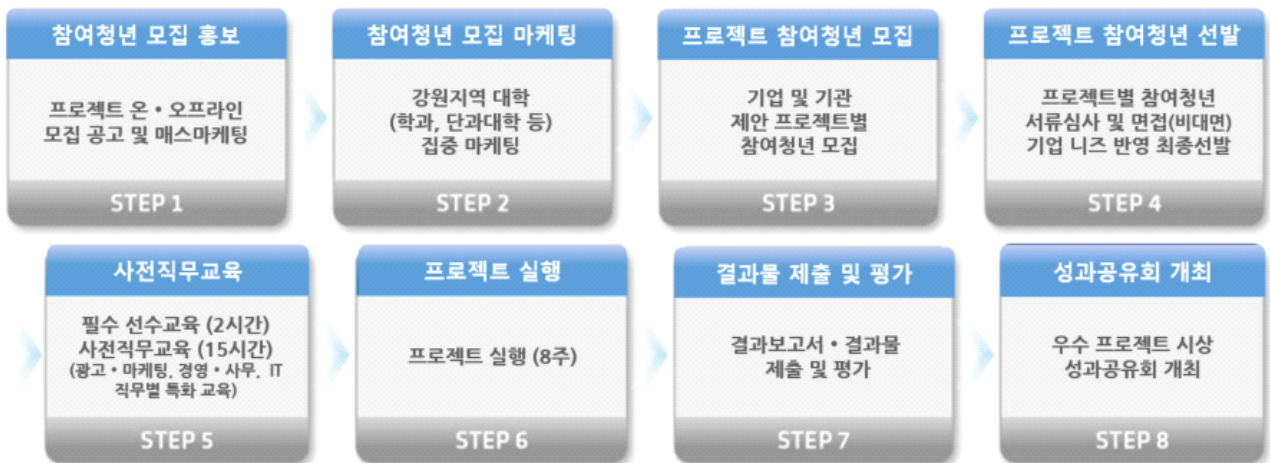 참여청년 모집 홍보
프로젝트 온•오프라인
모집 공고 및 매스마케팅
STEP 1
참여청년 모집 마케팅
강원지역 대학
(학과, 단과대학 등)
집중 마케팅
STEP 2
프로젝트 참여청년 모집
기업 및 기관
제안 프로젝트별
참여청년 모집
STEP 3
프로젝트 참여청년 선발
프로젝트별 참여청년
서류심사 및 면접(비대면)
기업 니즈 반영 최종선발
STEP 4
사전직무교육
필수 선수교육 (2시간)
사전직무교육 (15시간)
(광고•마케팅, 경영•사무, IT
직무별 특화 교육)
STEP 5
프로젝트 실행
프로젝트 실행 (8주)
STEP 6
결과물 제출 및 평가
결과보고서•결과물
제출 및 평가
STEP 7
성과공유회 개최
우수 프로젝트 시상
성과공유회 개최
STEP 8